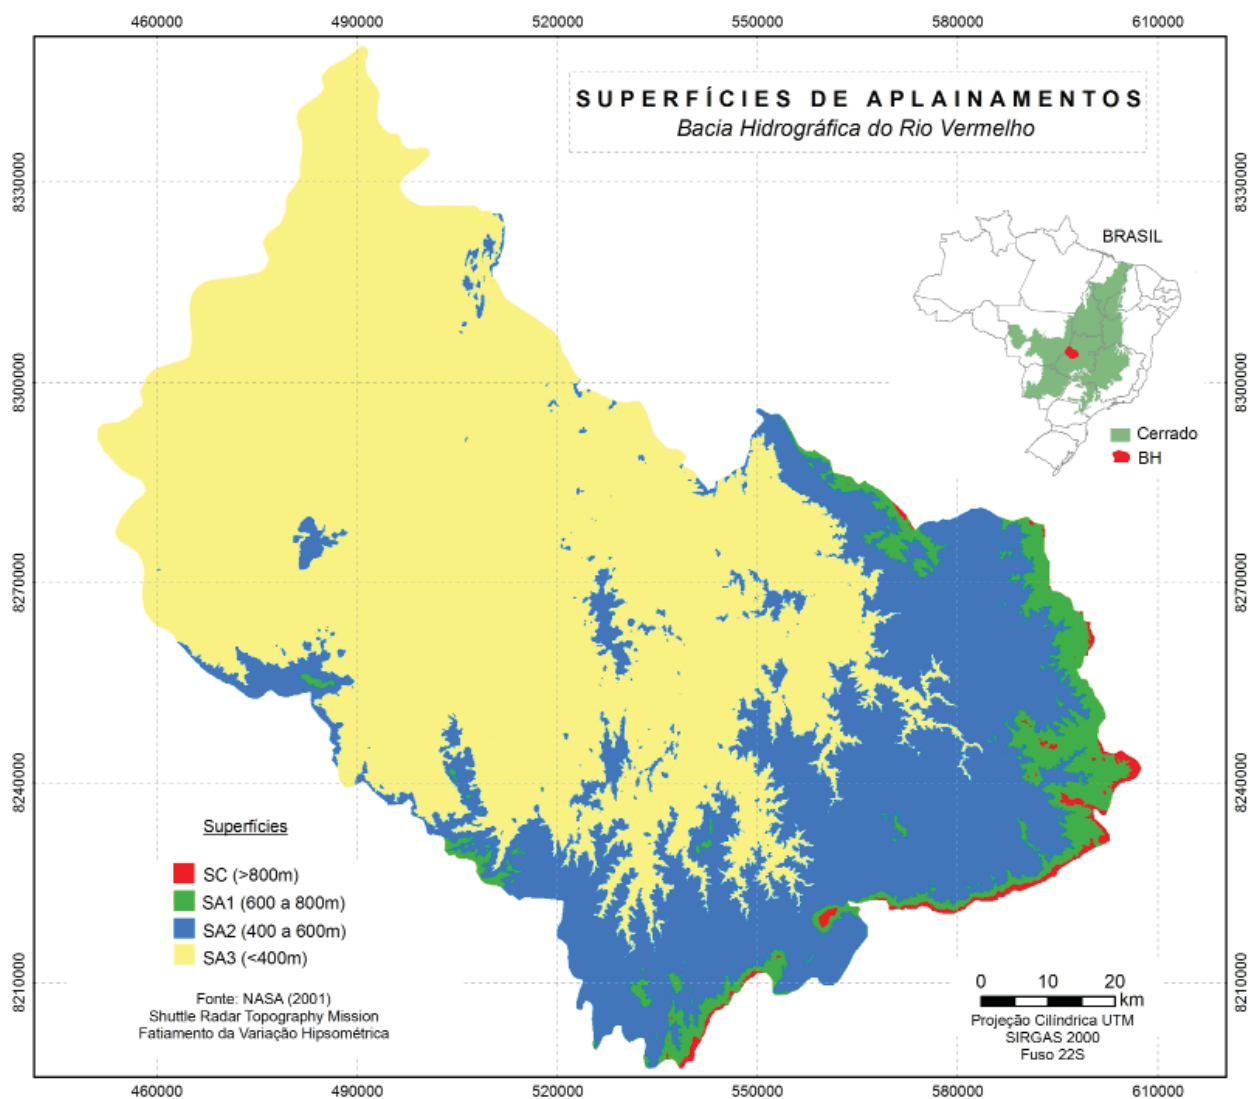 460000 490000 520000 550000 580000 610000
SUPERFÍCIES DE APLAINAMENTOS
Bacia Hidrográfica do Rio Vermelho
8330000 8330000
BRASIL
8300000 8300000
Cerrado
BH
8270000 8270000
8240000 8240000
Superfícies
SC (>800m)
SA1 (600 a 800m)
SA2 (400 a 600m)
SA3 (<400m)
8210000 8210000
Fonte: NASA (2001)
Shuttle Radar Topography Mission
Fatiamento da Variação Hipsométrica
0 10 20
km
Projeção Cilíndrica UTM
SIRGAS 2000
Fuso 22S
460000 490000 520000 550000 580000 610000